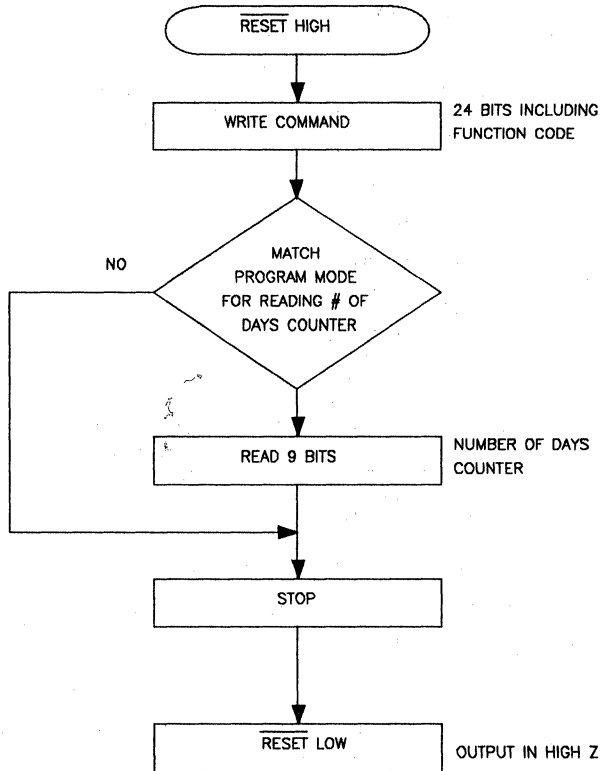 RESET HIGH
WRITE COMMAND
24 BITS INCLUDING
FUNCTION CODE
MATCH
PROGRAM MODE
FOR READING # OF
DAYS COUNTER
NO
READ 9 BITS
NUMBER OF DAYS
COUNTER
STOP
RESET LOW
OUTPUT IN HIGH Z